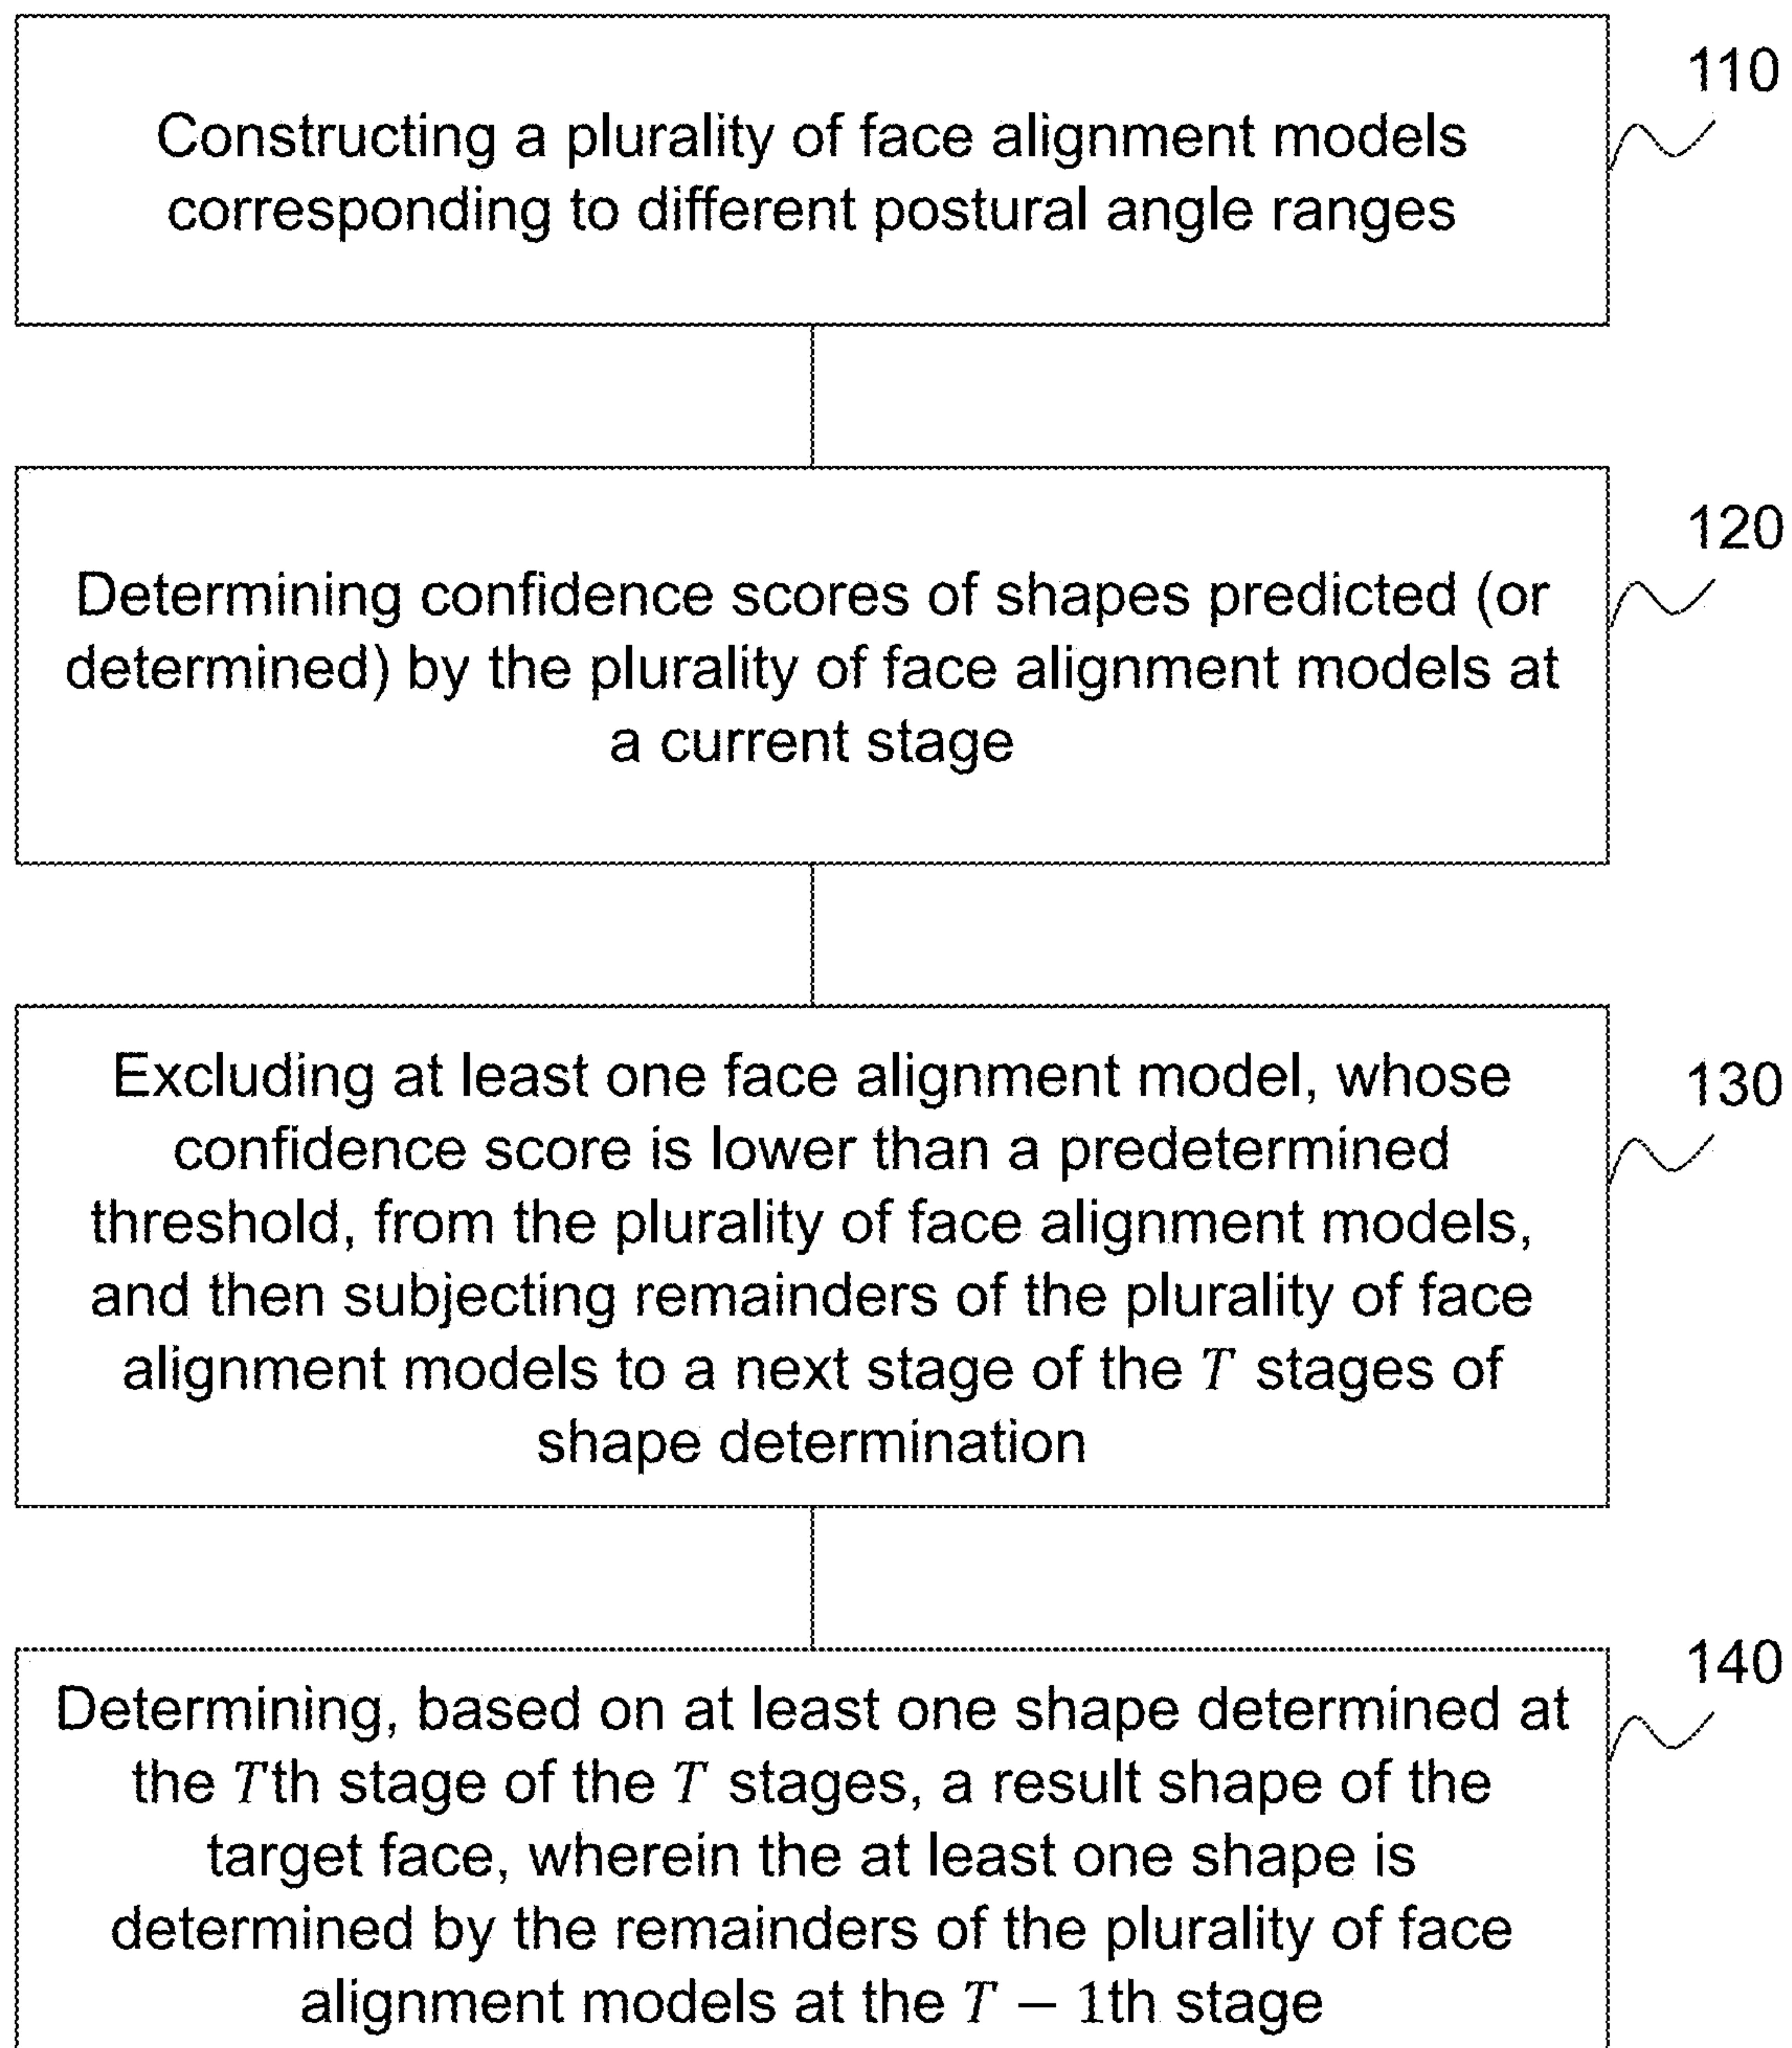 110
Constructing a plurality of face alignment models
corresponding to different postural angle ranges
120
Determining confidence scores of shapes predicted (or
determined) by the plurality of face alignment models at
a current stage
130
Excluding at least one face alignment model, whose
confidence score is lower than a predetermined
threshold, from the plurality of face alignment models,
and then subjecting remainders of the plurality of face
alignment models to a next stage of the T stages of
shape determination
140
Determining, based on at least one shape determined at
the Tth stage of the T stages, a result shape of the
target face, wherein the at least one shape is
determined by the remainders of the plurality of face
alignment models at the T − 1th stage